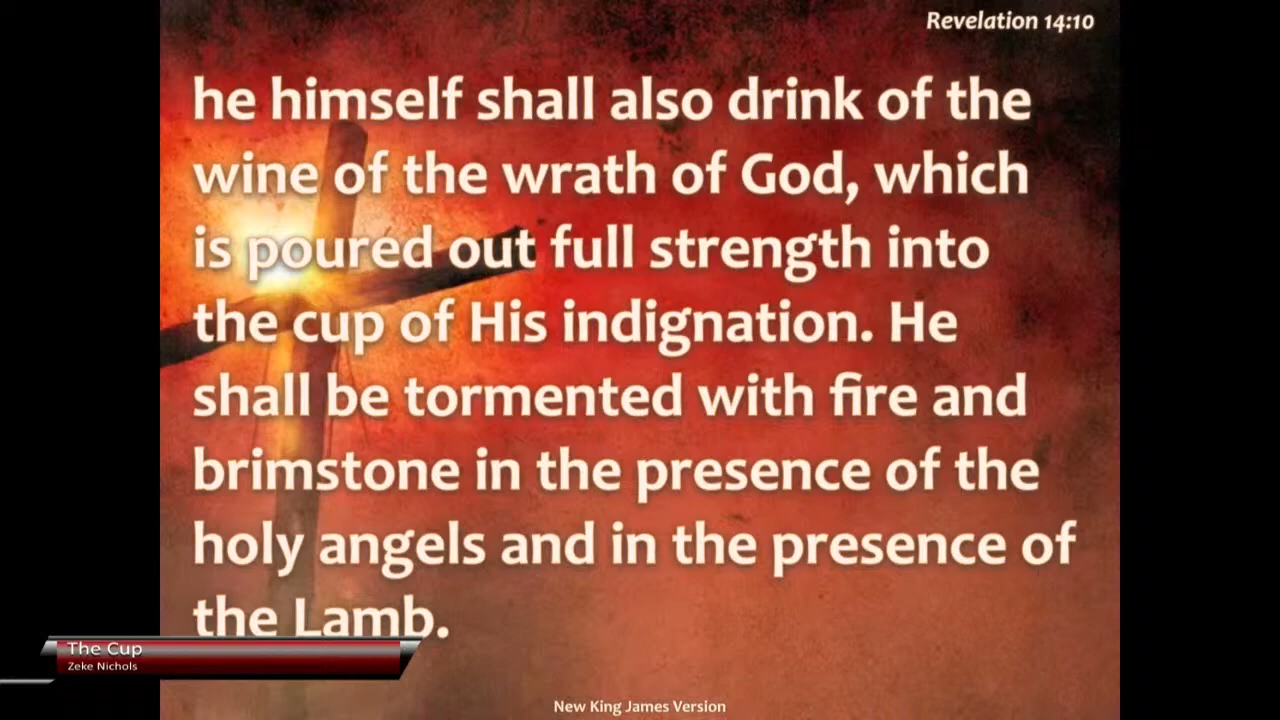 Revelation 14:10
he himself shall also drink of the
wine of the wrath of God, which
is poured out full strength into
the cup of His indignation. He
shall be tormented with fire and
brimstone in the presence of the
holy angels and in the presence of
the Lamb.
The Cup
Zeke Nichols
New King James Version